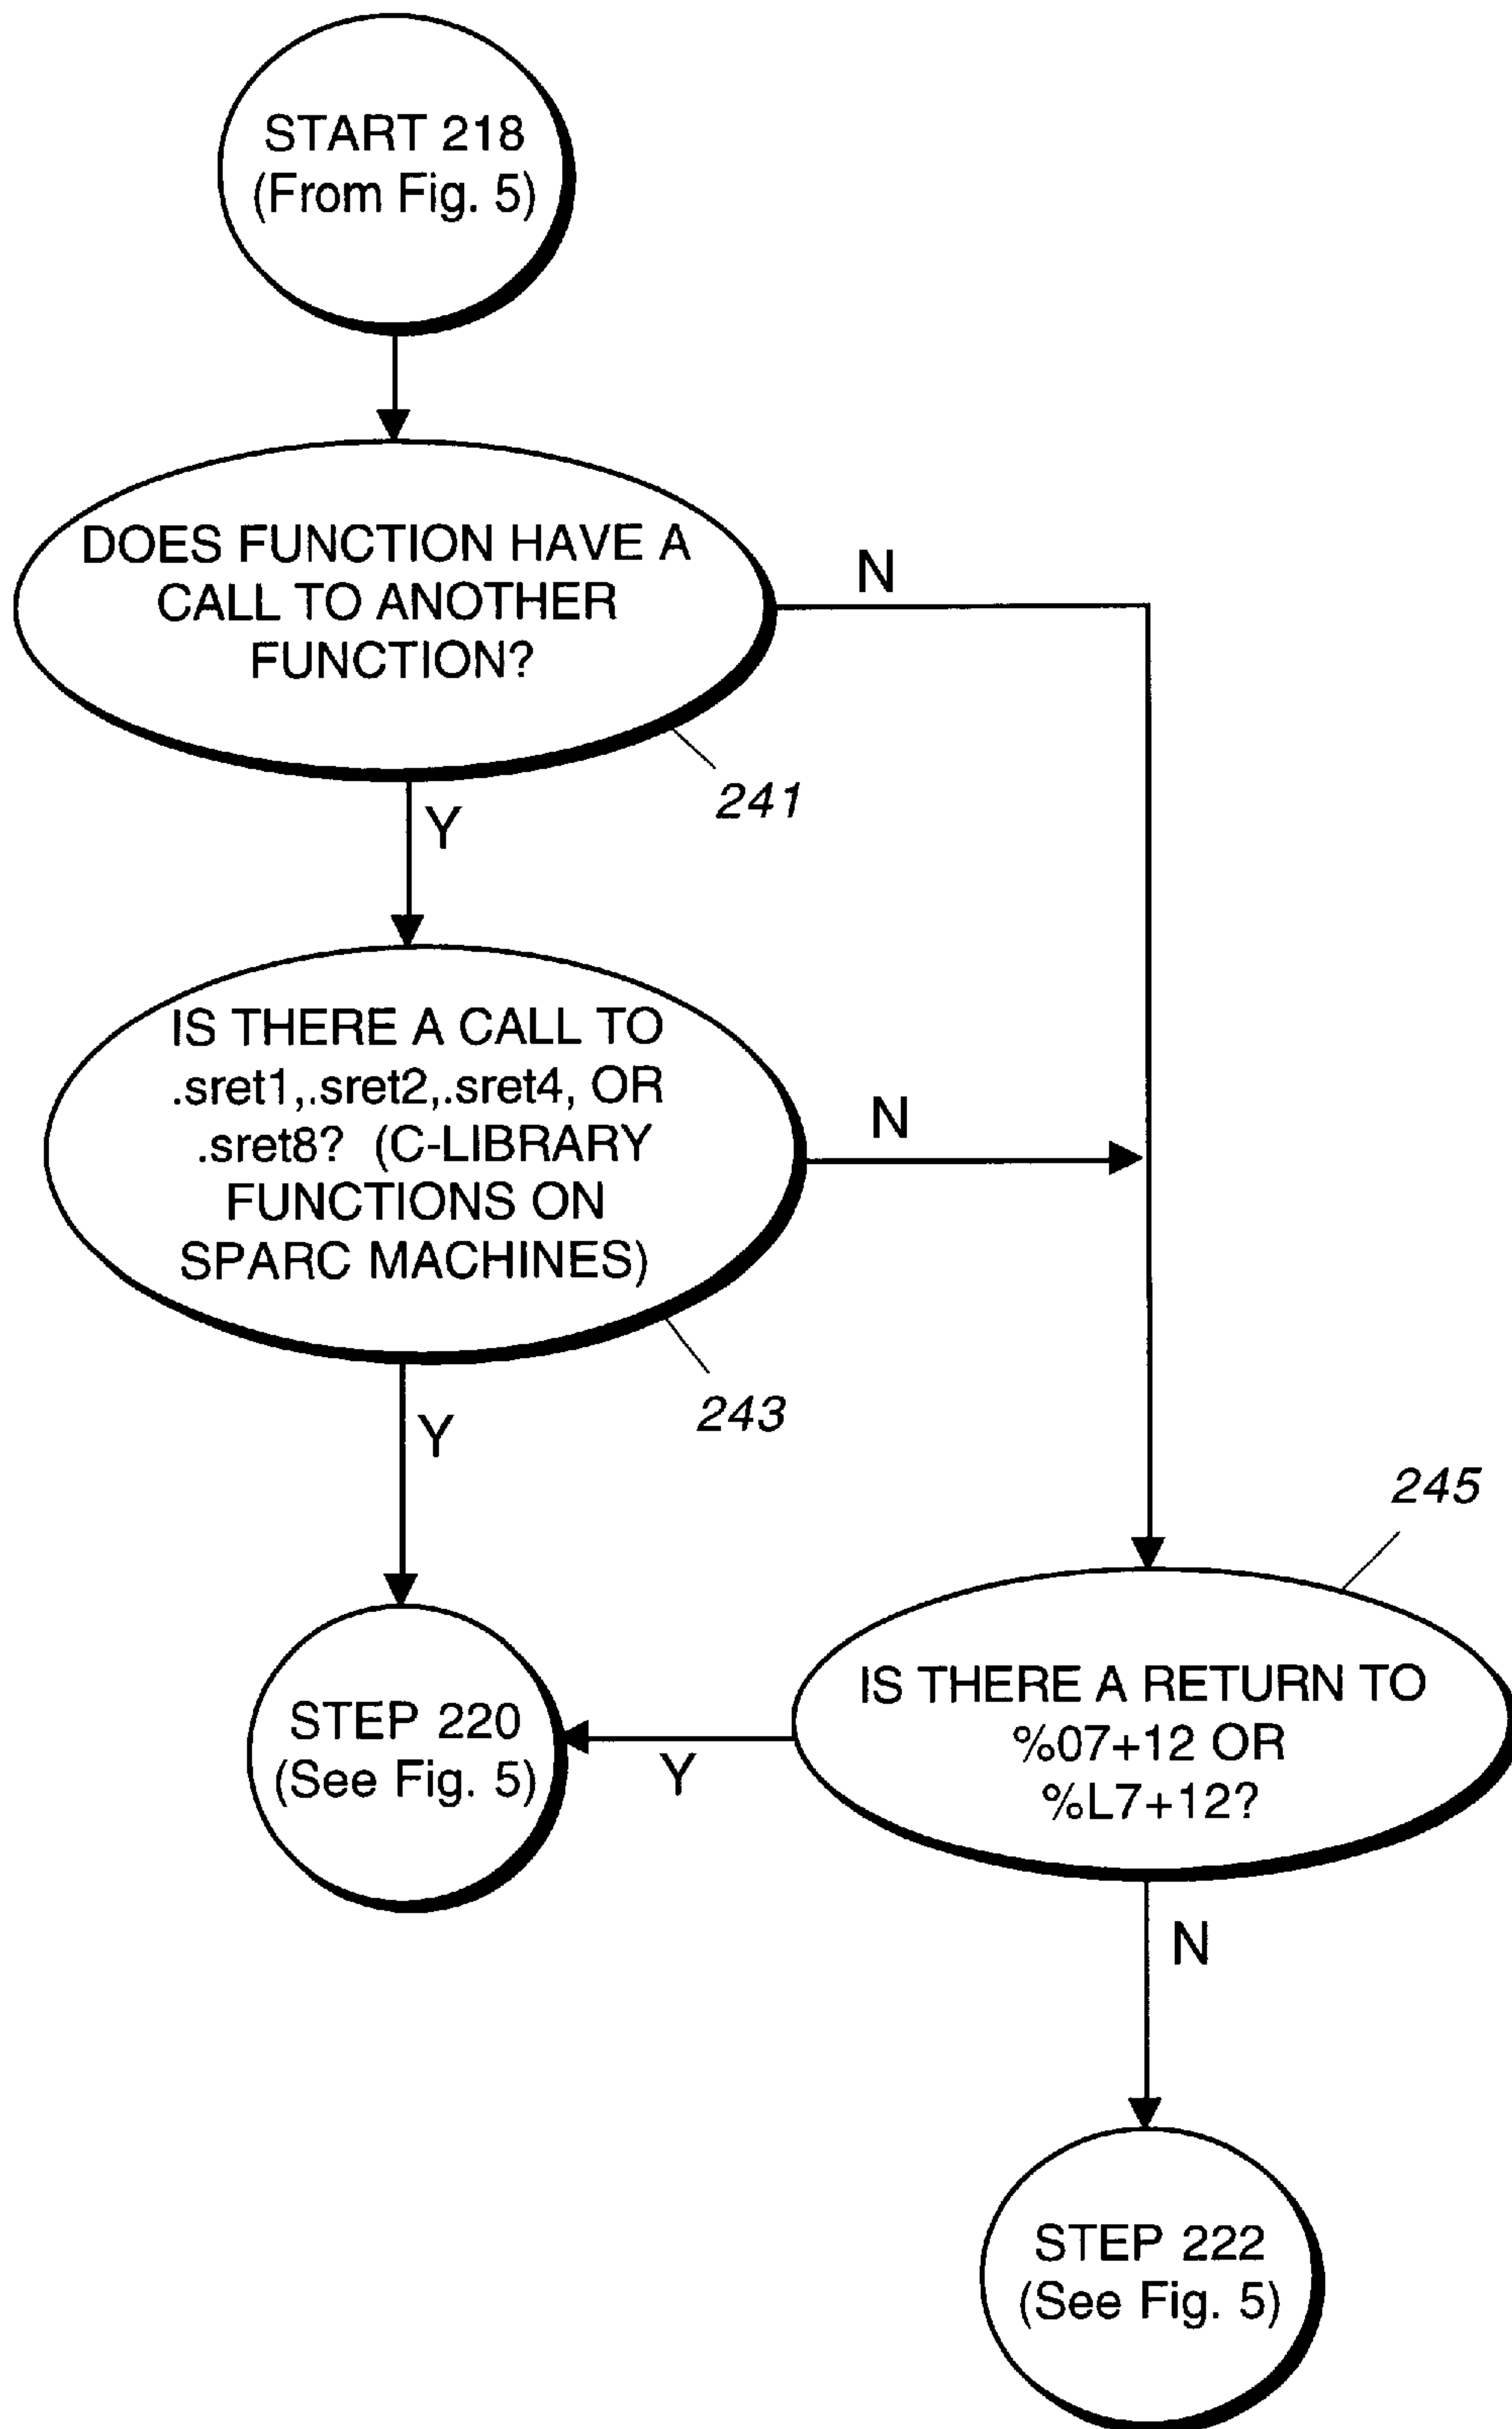 START 218
(From Fig. 5)
DOES FUNCTION HAVE A
CALL TO ANOTHER
FUNCTION?
N
241
Y
IS THERE A CALL TO
.sret1,.sret2,.sret4, OR
.sret8? (C-LIBRARY
FUNCTIONS ON
SPARC MACHINES)
N
243
Y
245
IS THERE A RETURN TO
%07+12 OR
%L7+12?
Y
STEP 220
(See Fig. 5)
N
STEP 222
(See Fig. 5)